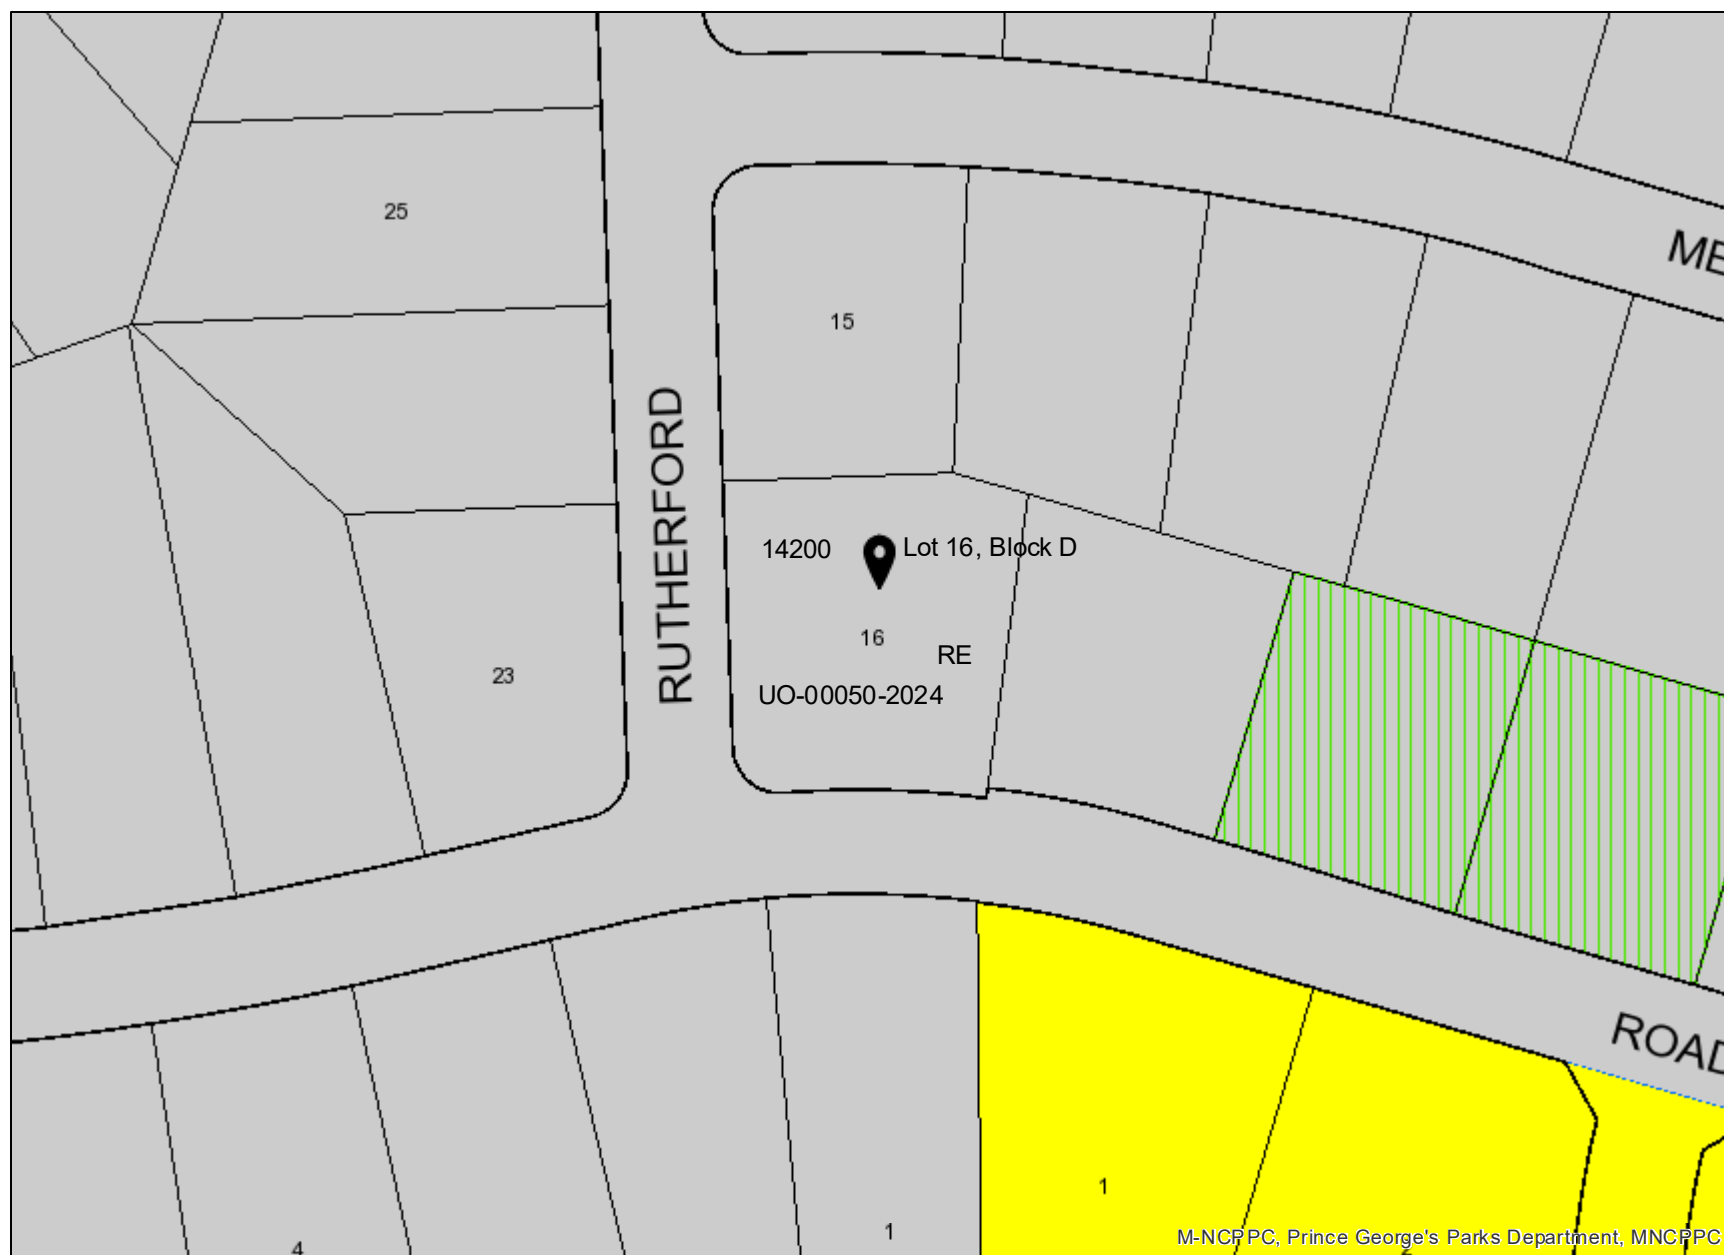 25
ME
15
RUTHERFORD
14200
Lot 16, Block D
16
RE
23
UO-00050-2024
ROAD
1
1
4
2
M-NCPPC, Prince George's Parks Department, MNCPPC